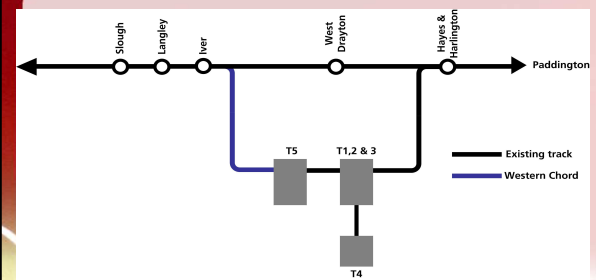 Slough
Langley
Iver
West
Drayton
Hayes &
Harlington
Paddington
T5
T1,2 & 3
Existing track
Western Chord
T4